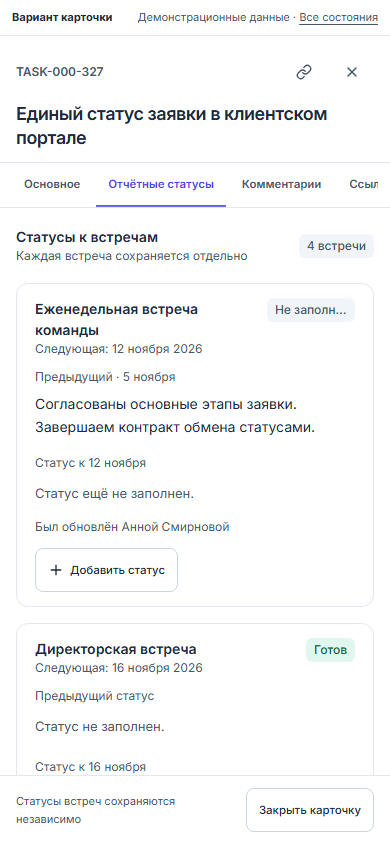 Вариант карточки
Демонстрационные данные · Все состояния
TASK-000-327
Единый статус заявки в клиентском
портале
Основное
Отчётные статусы
Комментарии
Ссыл
Статусы к встречам
Каждая встреча сохраняется отдельно
4 встречи
Еженедельная встреча
команды
Не заполн...
Следующая: 12 ноября 2026
Предыдущий · 5 ноября
Согласованы основные этапы заявки.
Завершаем контракт обмена статусами.
Статус к 12 ноября
Статус ещё не заполнен.
Был обновлён Анной Смирновой
Добавить статус
Директорская встреча
Готов
Следующая: 16 ноября 2026
Предыдущий статус
Статус не заполнен.
Статус к 16 ноября
Статусы встреч сохраняются
независимо
Закрыть карточку